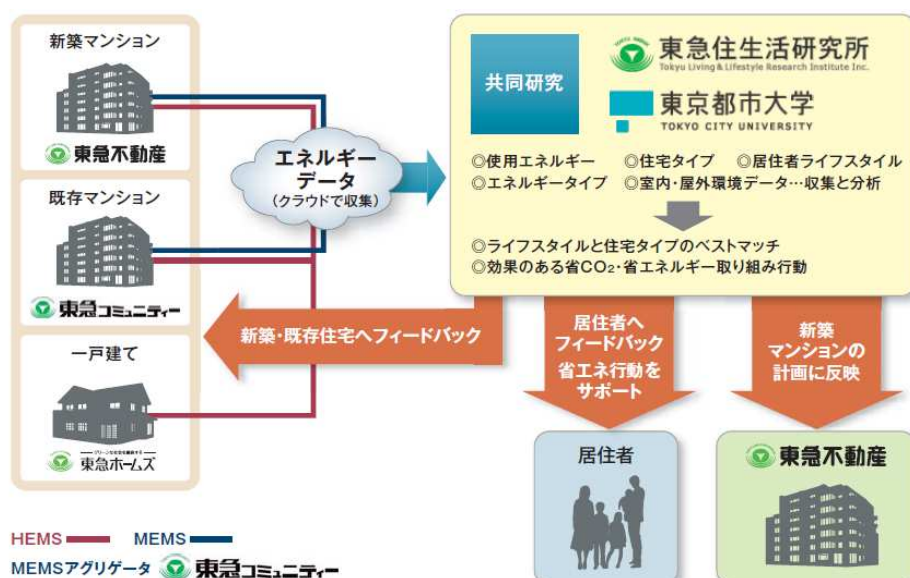 新築マンション
東急不動産
既存マンション
東急コミュニティー
一戸建て
グリーンな社会を創造する
東急ホームズ
HEMS
MEMS
MEMSアグリゲータ 東急コミュニティー
エネルギー
データ
（クラウドで収集）
共同研究
東急住生活研究所
Tokyu Living & Lifestyle Research Institute Inc.
東京都市大学
TOKYO CITY UNIVERSITY
◎使用エネルギー ◎住宅タイプ ◎居住者ライフスタイル
◎エネルギータイプ ◎室内・屋外環境データ…収集と分析
◎ライフスタイルと住宅タイプのベストマッチ
◎効果のある省CO₂・省エネルギー取り組み行動
新築・既存住宅へフィードバック
居住者へ
フィードバック
省エネ行動を
サポート
新築
マンションの
計画に反映
居住者
東急不動産